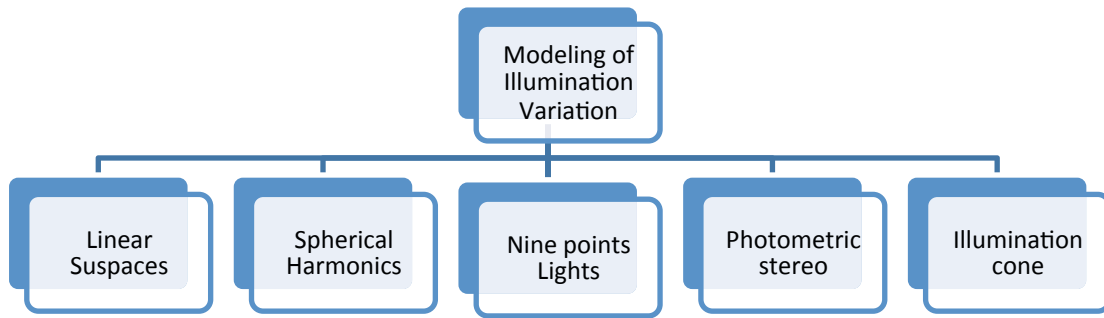 Modeling of
Illumination
Variation
Linear
Suspaces
Spherical
Harmonics
Nine points
Lights
Photometric
stereo
Illumination
cone